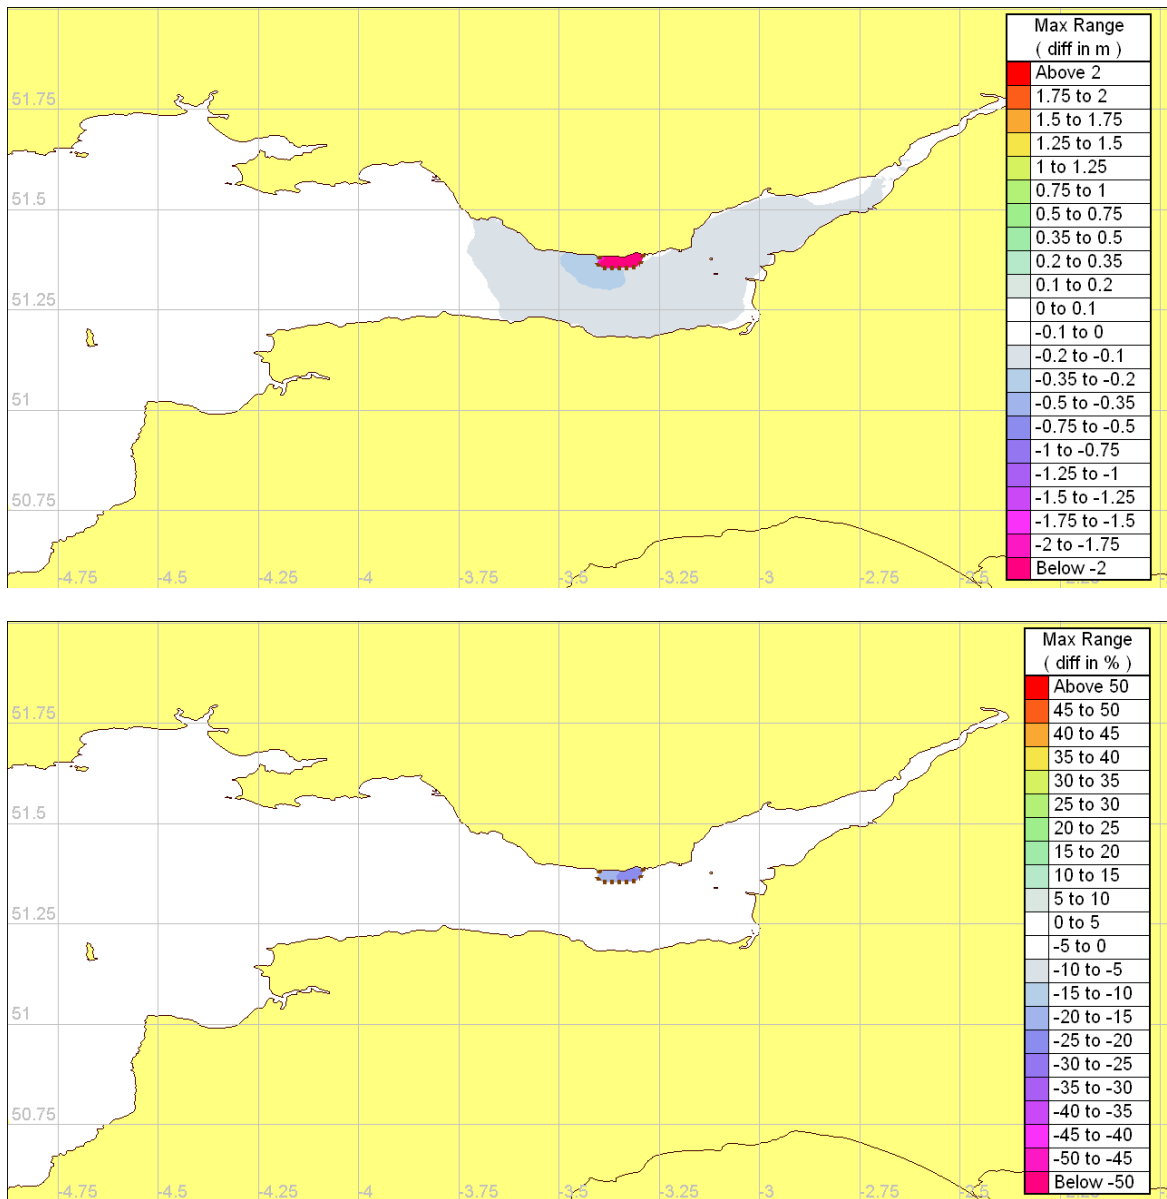 Max Range
( diff in m )
Above 2
1.75 to 2
1.5 to 1.75
1.25 to 1.5
1 to 1.25
0.75 to 1
0.5 to 0.75
0.35 to 0.5
0.2 to 0.35
0.1 to 0.2
0 to 0.1
-0.1 to 0
-0.2 to -0.1
-0.35 to -0.2
-0.5 to -0.35
-0.75 to -0.5
-1 to -0.75
-1.25 to -1
-1.5 to -1.25
-1.75 to -1.5
-2 to -1.75
Below -2
51.75
51.5
51.25
51
50.75
-4.75 -4.5 -4.25 -4 -3.75 -3.5 -3.25 -3 -2.75 -2.5 -2.25
Max Range
( diff in % )
Above 50
45 to 50
40 to 45
35 to 40
30 to 35
25 to 30
20 to 25
15 to 20
10 to 15
5 to 10
0 to 5
-5 to 0
-10 to -5
-15 to -10
-20 to -15
-25 to -20
-30 to -25
-35 to -30
-40 to -35
-45 to -40
-50 to -45
Below -50
51.75
51.5
51.25
51
50.75
-4.75 -4.5 -4.25 -4 -3.75 -3.5 -3.25 -3 -2.75 -2.5